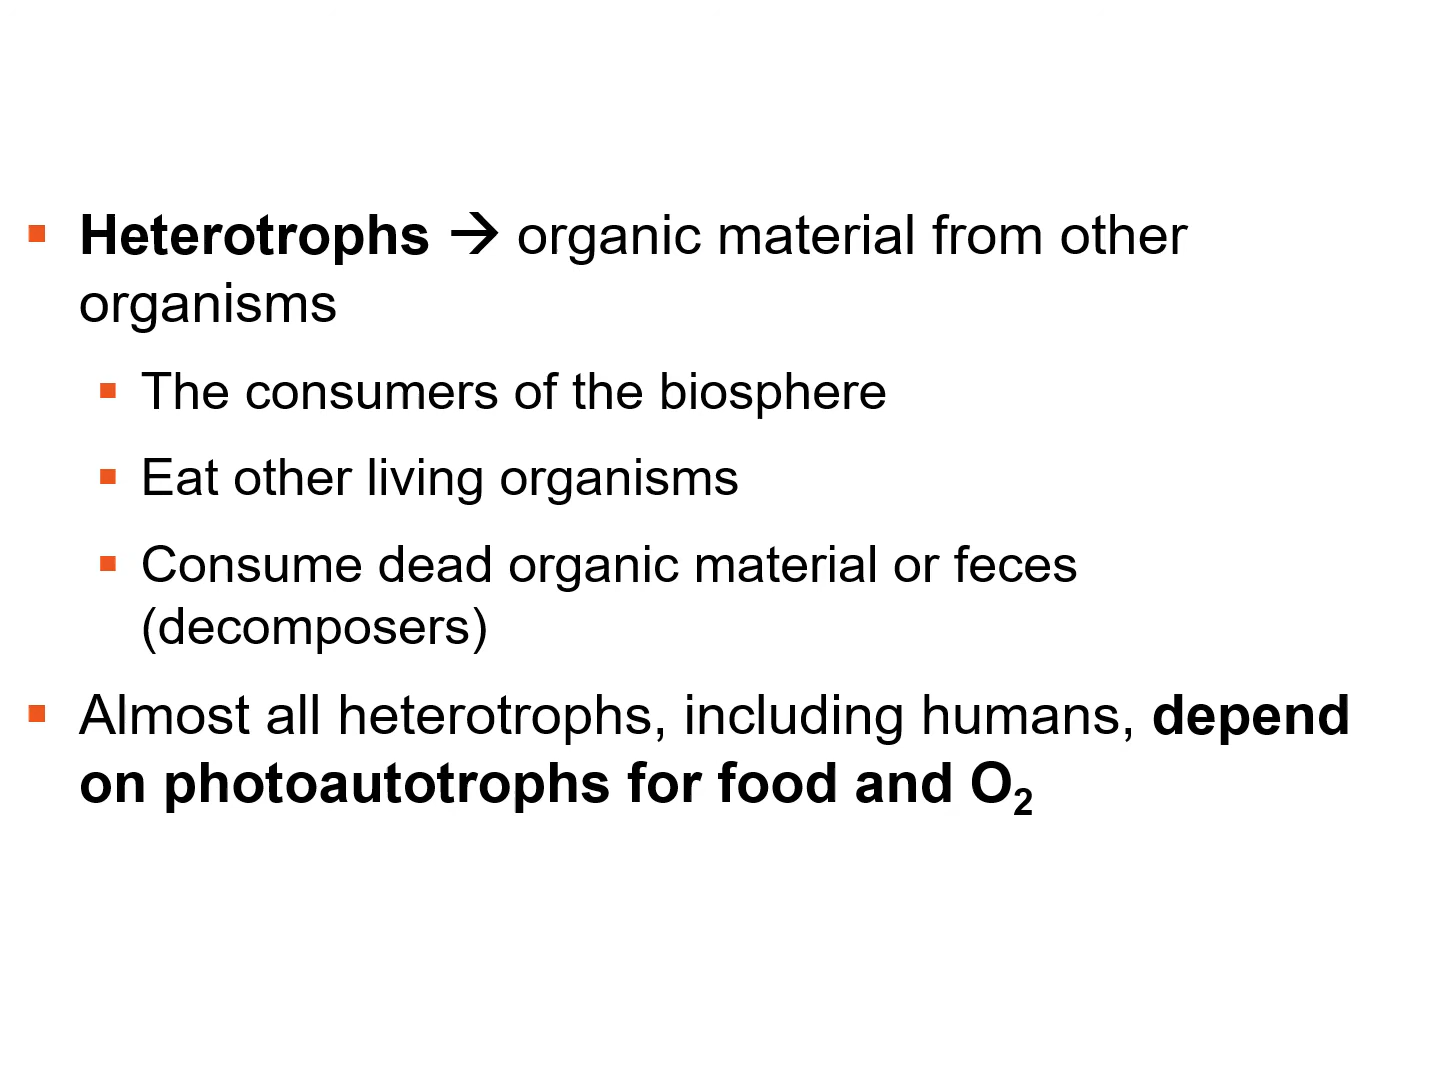 ▪ Heterotrophs → organic material from other
organisms
▪ The consumers of the biosphere
▪ Eat other living organisms
▪ Consume dead organic material or feces
(decomposers)
▪ Almost all heterotrophs, including humans, depend
on photoautotrophs for food and O₂